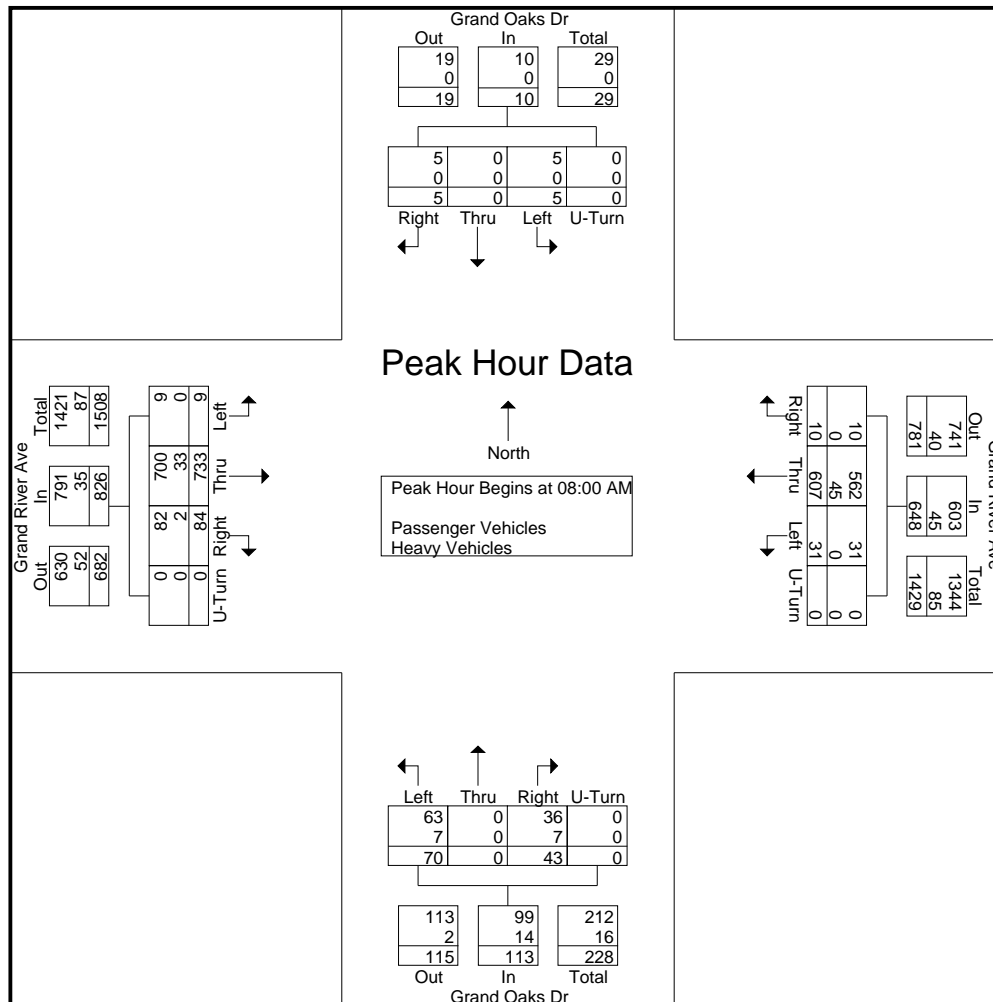 Grand Oaks Dr
Out In Total
19 10 29
0 0 0
19 10 29
5 0 5 0
0 0 0 0
5 0 5 0
Right Thru Left U-Turn
Peak Hour Data
North
Peak Hour Begins at 08:00 AM
Passenger Vehicles
Heavy Vehicles
Grand River Ave
Out In Total
630 791 1421
52 35 87
682 826 1508
U-Turn Right Thru Left
0 82 700 9
0 2 33 0
0 84 733 9
Grand River Ave
Out In Total
741 603 1344
40 45 85
781 648 1429
10 562 31 0
0 45 0 0
10 607 31 0
Right Thru Left U-Turn
Left Thru Right U-Turn
63 0 36 0
7 0 7 0
70 0 43 0
113 99 212
2 14 16
115 113 228
Out In Total
Grand Oaks Dr